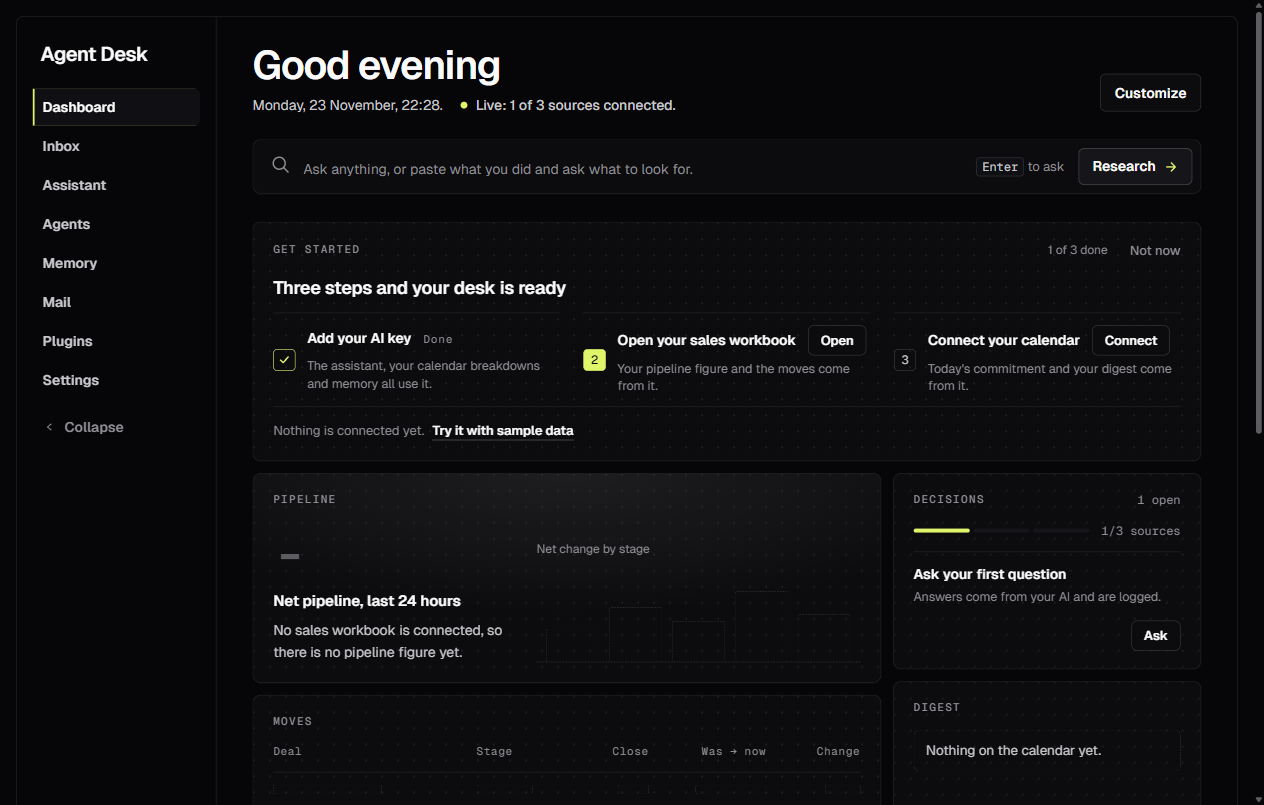 Agent Desk
Dashboard
Inbox
Assistant
Agents
Memory
Mail
Plugins
Settings
Collapse
Good evening
Monday, 23 November, 22:28. Live: 1 of 3 sources connected.
Customize
Ask anything, or paste what you did and ask what to look for.
Enter to ask
Research →
GET STARTED
1 of 3 done
Not now
Three steps and your desk is ready
Add your AI key Done
The assistant, your calendar breakdowns
and memory all use it.
2
Open your sales workbook
Open
Your pipeline figure and the moves come
from it.
3
Connect your calendar
Connect
Today's commitment and your digest come
from it.
Nothing is connected yet. Try it with sample data
PIPELINE
Net change by stage
Net pipeline, last 24 hours
No sales workbook is connected, so
there is no pipeline figure yet.
DECISIONS
1 open
1/3 sources
Ask your first question
Answers come from your AI and are logged.
Ask
MOVES
Deal Stage Close Was → now Change
DIGEST
Nothing on the calendar yet.